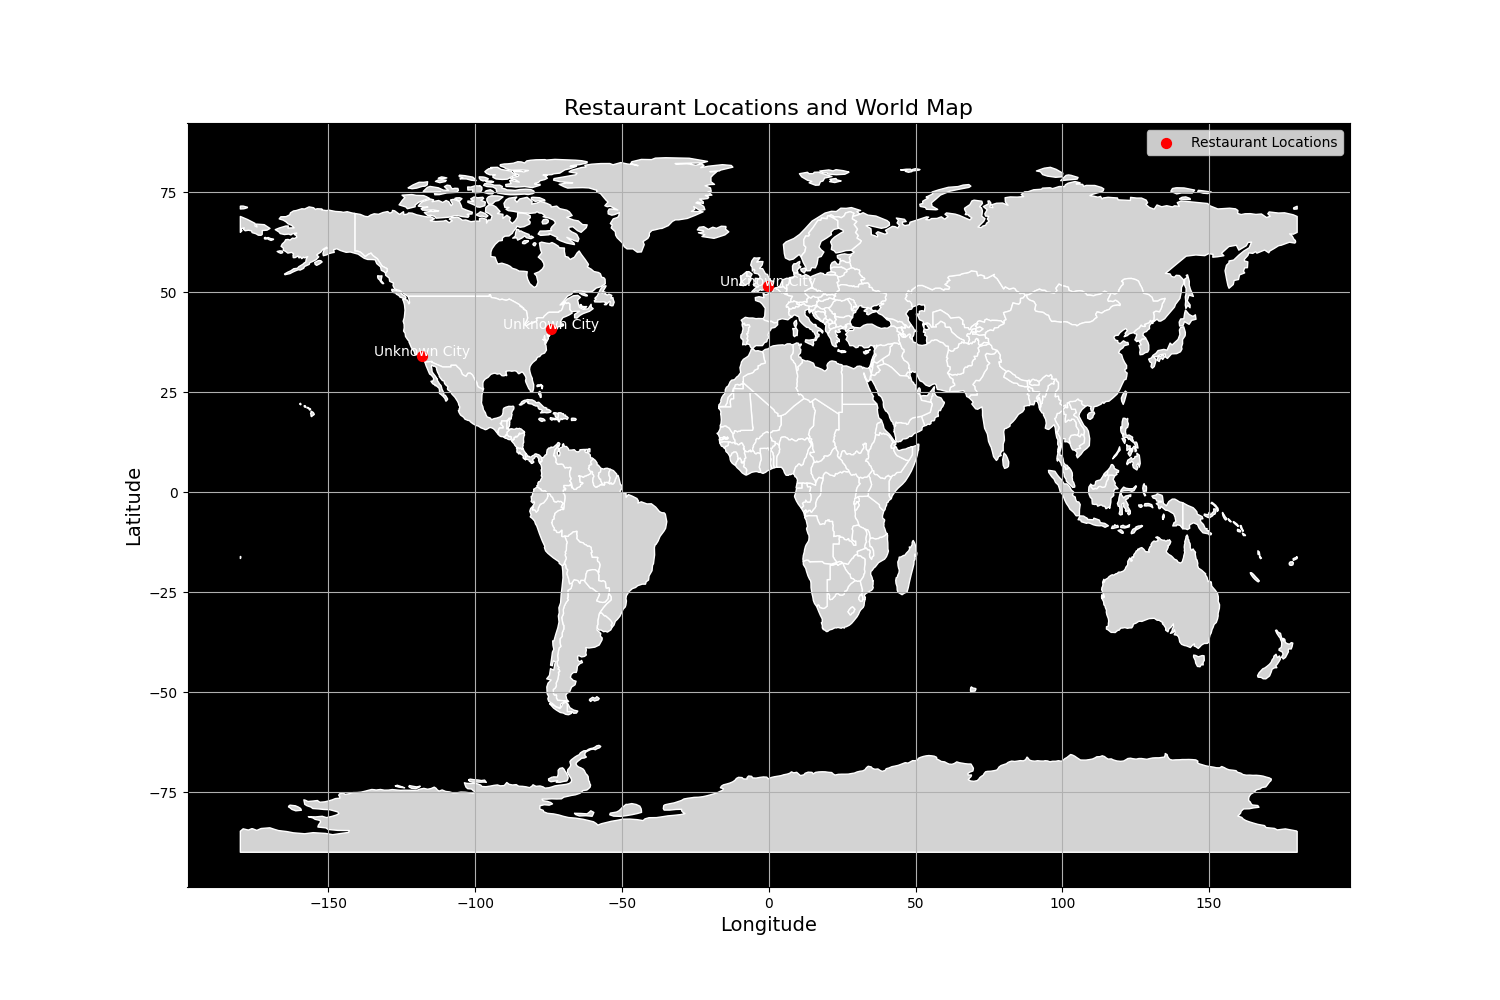 Restaurant Locations and World Map
Restaurant Locations
75
50
25
0
−25
−50
−75
Latitude
Unknown City
Unknown City
Unknown City
−150
−100
−50
0
50
100
150
Longitude